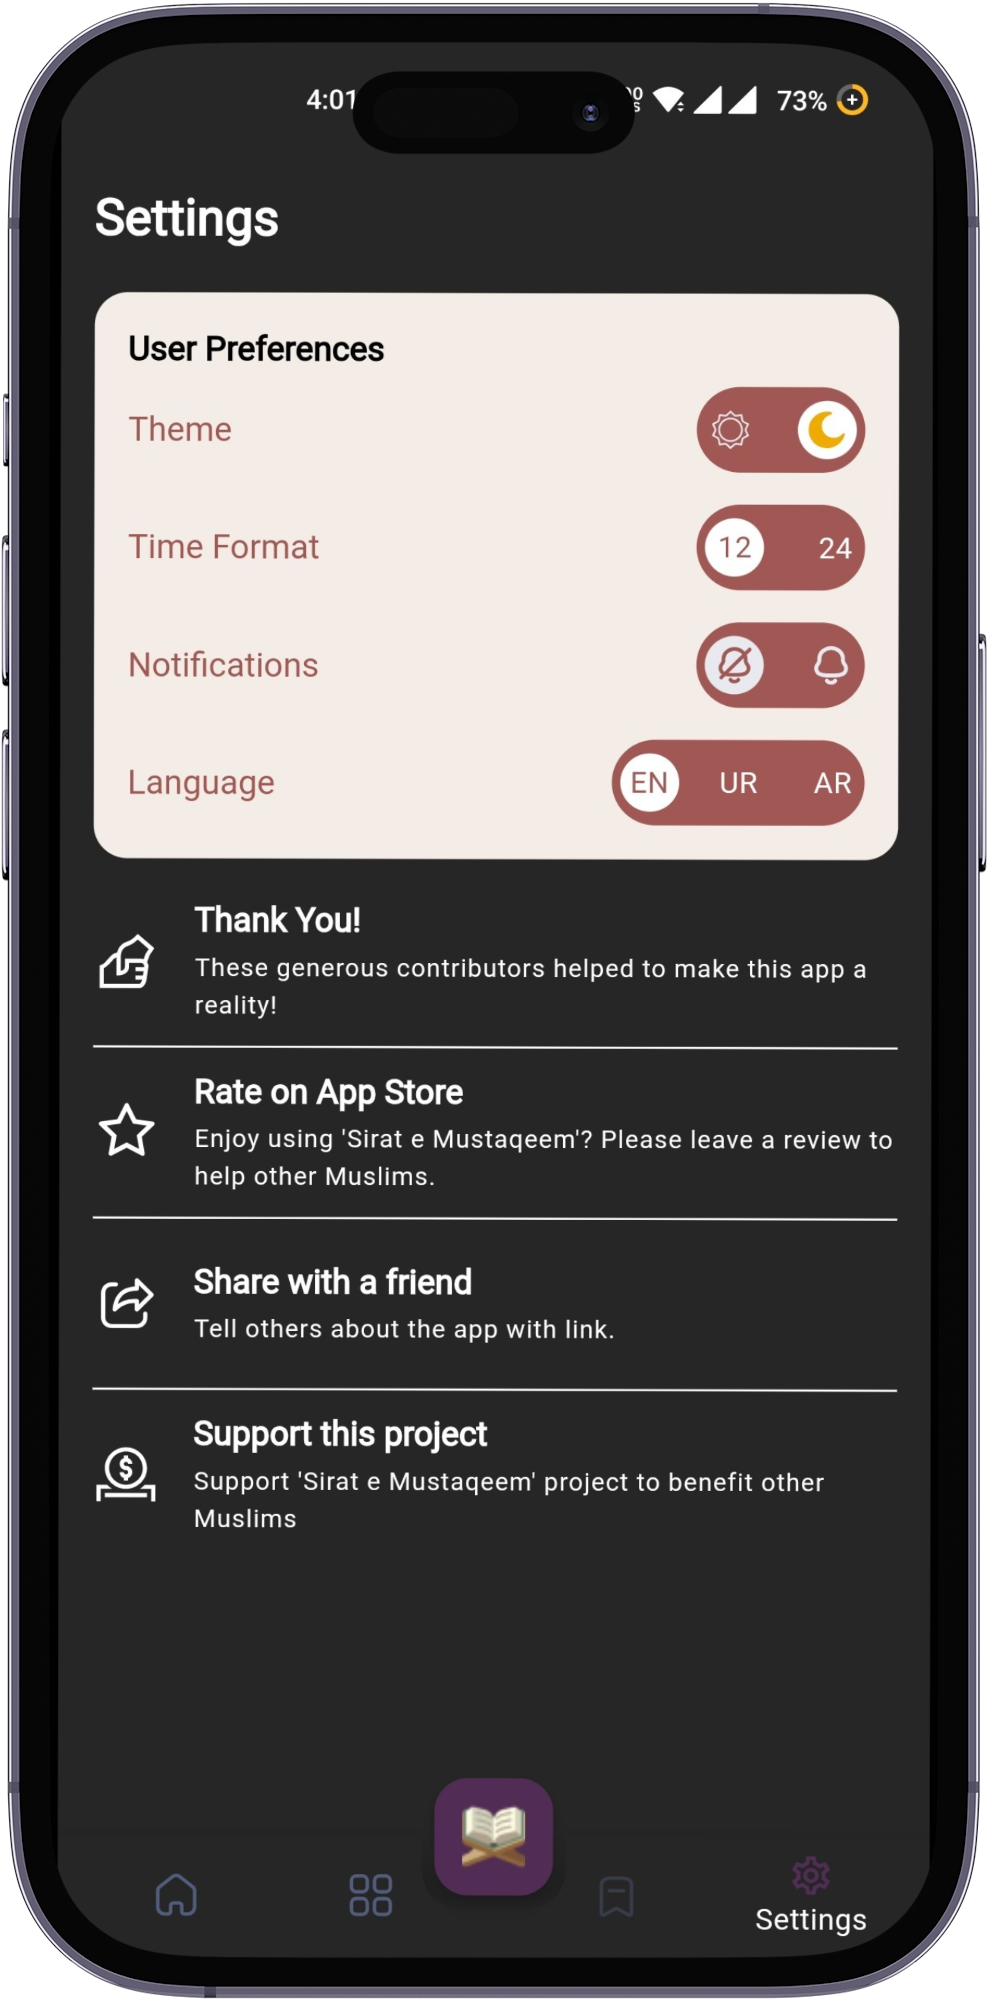 4:01
73%
Settings
User Preferences
Theme
Time Format
12 24
Notifications
Language
EN UR AR
Thank You!
These generous contributors helped to make this app a
reality!
Rate on App Store
Enjoy using 'Sirat e Mustaqeem'? Please leave a review to
help other Muslims.
Share with a friend
Tell others about the app with link.
Support this project
Support 'Sirat e Mustaqeem' project to benefit other
Muslims
Settings